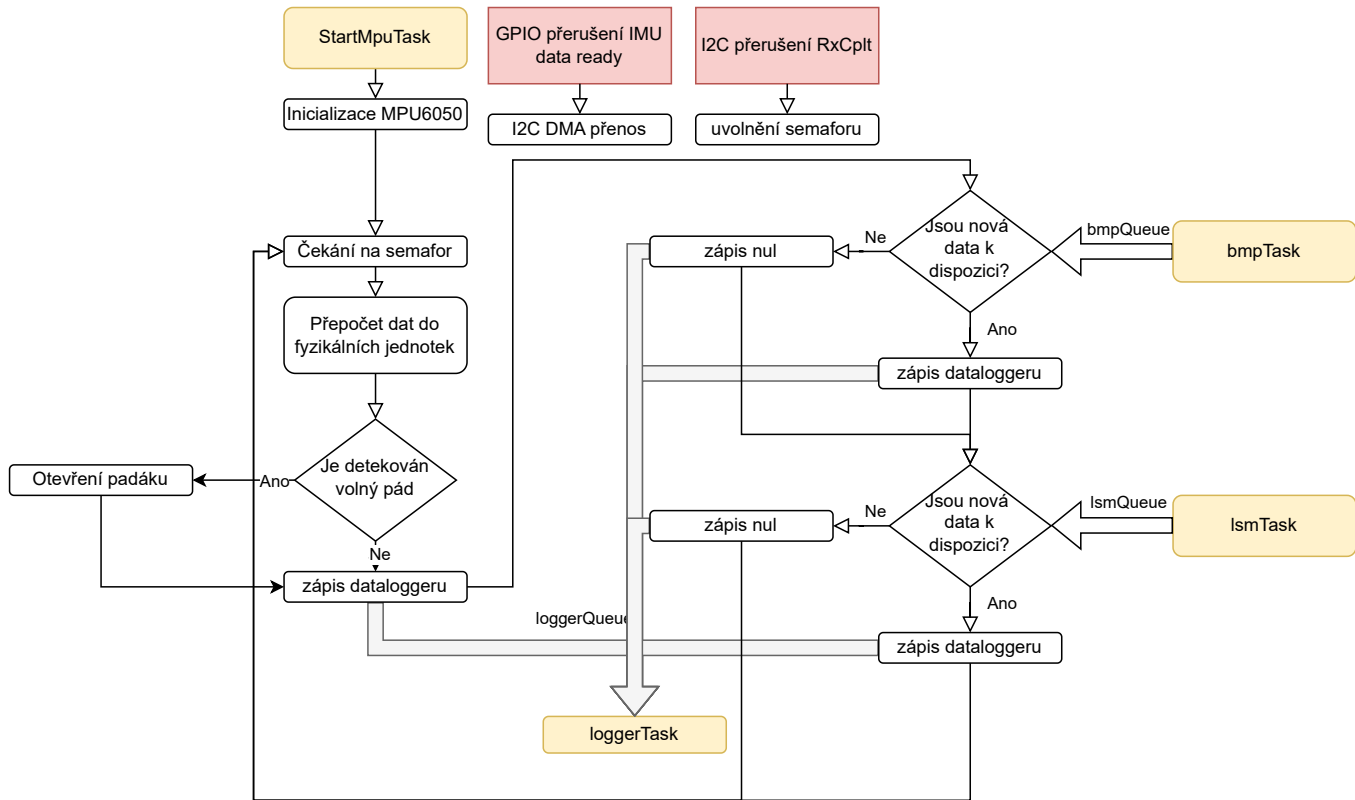 StartMpuTask
GPIO přerušení IMU
data ready
I2C přerušení RxCplt
Inicializace MPU6050
I2C DMA přenos
uvolnění semaforu
Čekání na semafor
zápis nul
Ne
Jsou nová
data k
dispozici?
bmpQueue
bmpTask
Přepočet dat do
fyzikálních jednotek
Ano
zápis dataloggeru
Je detekován
volný pád
Ano
Otevření padáku
Ne
zápis dataloggeru
zápis nul
Ne
Jsou nová
data k
dispozici?
lsmQueue
lsmTask
Ano
loggerQueue
zápis dataloggeru
loggerTask